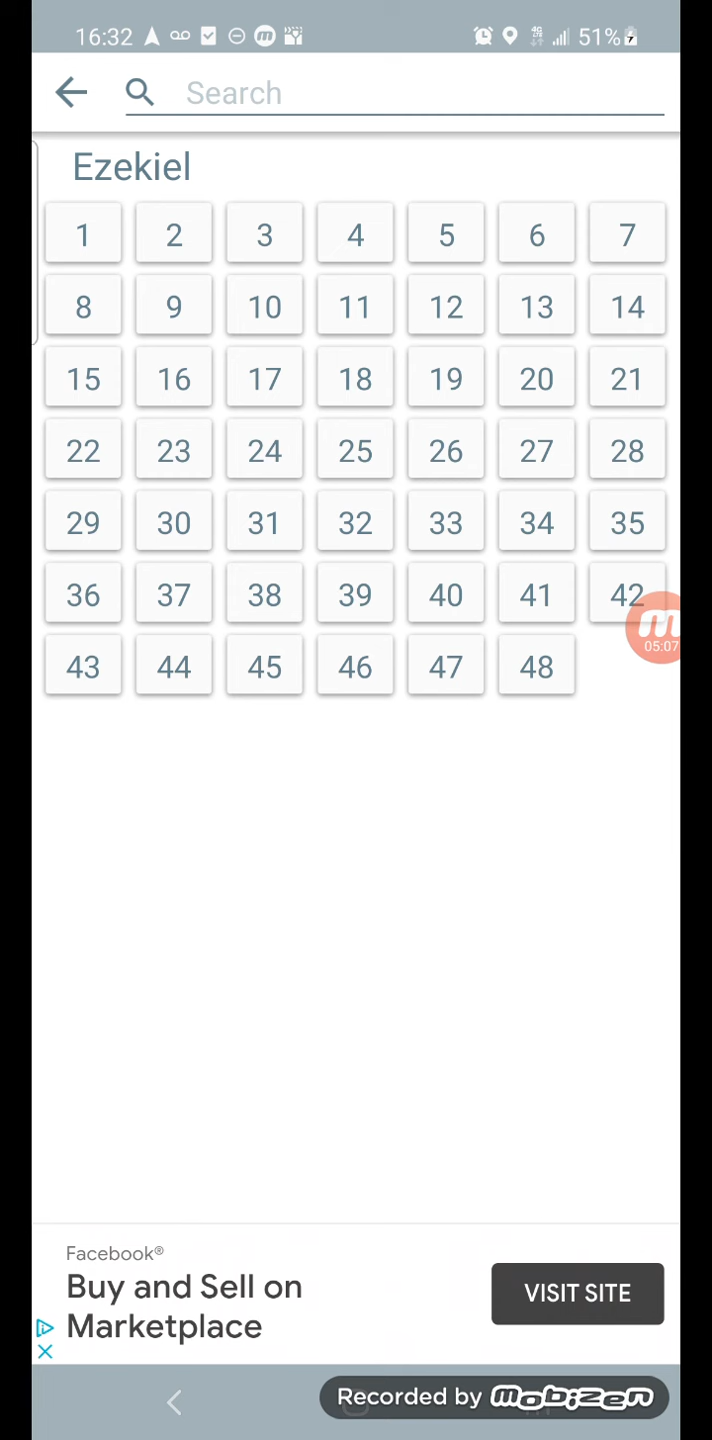 16:32 51%
Search
Ezekiel
1 2 3 4 5 6 7
8 9 10 11 12 13 14
15 16 17 18 19 20 21
22 23 24 25 26 27 28
29 30 31 32 33 34 35
36 37 38 39 40 41 42
05:07
43 44 45 46 47 48
Facebook®
Buy and Sell on
Marketplace
VISIT SITE
Recorded by mobizen